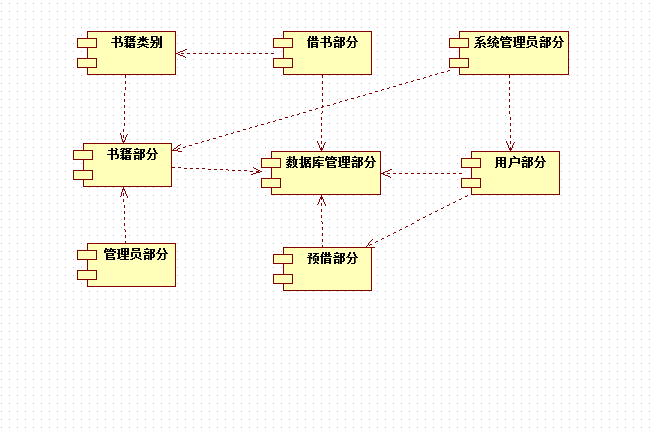 书籍类别
借书部分
系统管理员部分
书籍部分
数据库管理部分
用户部分
管理员部分
预借部分